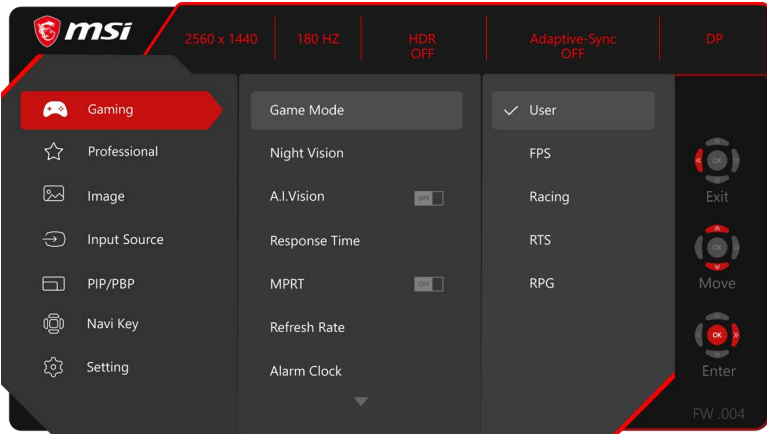 msi
2560 x 1440
180 HZ
HDR
OFF
Adaptive-Sync
OFF
DP
Gaming
Professional
Image
Input Source
PIP/PBP
Navi Key
Setting
Game Mode
Night Vision
A.I.Vision OFF
Response Time
MPRT OFF
Refresh Rate
Alarm Clock
User
FPS
Racing
RTS
RPG
OK
Exit
OK
Move
OK
Enter
FW .004